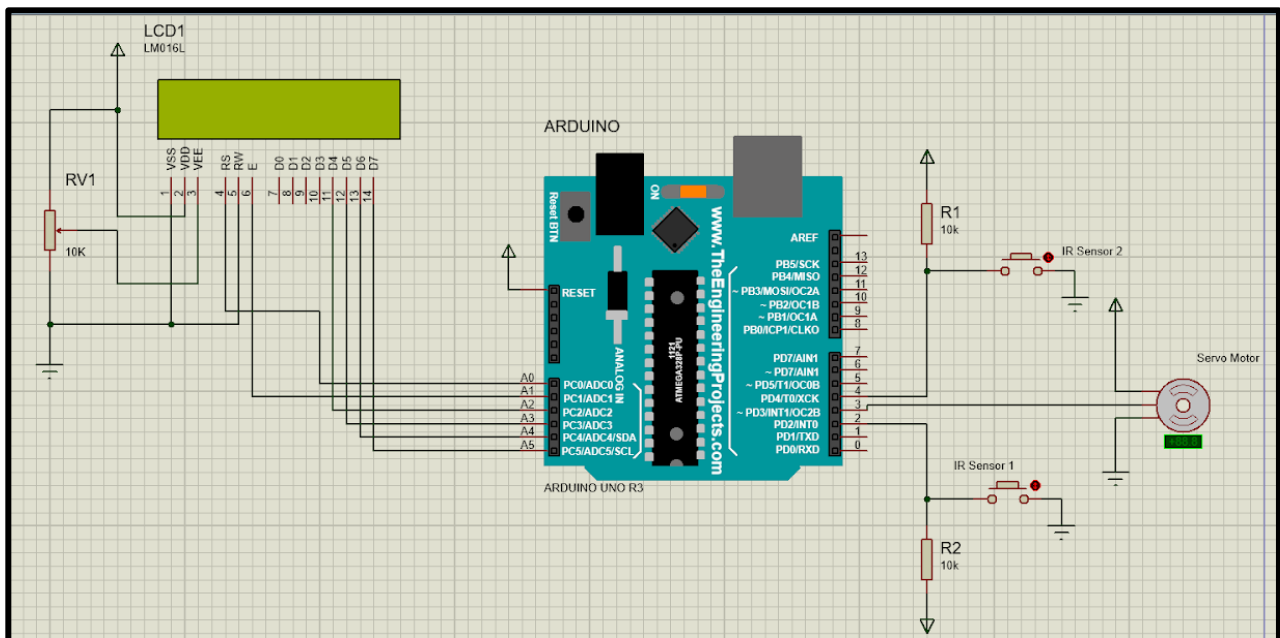 LCD1
LM016L
VSS
VDD
VEE
RS
RW
E
D0
D1
D2
D3
D4
D5
D6
D7
1
2
3
4
5
6
7
8
9
10
11
12
13
14
RV1
10K
ARDUINO
Reset BTN
ON
www.TheEngineeringProjects.com
ANALOG IN
1121
ATMEGA328P-PU
RESET
A0 PC0/ADC0
A1 PC1/ADC1
A2 PC2/ADC2
A3 PC3/ADC3
A4 PC4/ADC4/SDA
A5 PC5/ADC5/SCL
AREF
PB5/SCK 13
PB4/MISO 12
~ PB3/MOSI/OC2A 11
~ PB2/OC1B 10
~ PB1/OC1A 9
PB0/ICP1/CLKO 8
PD7/AIN1 7
~ PD7/AIN1 6
~ PD5/T1/OC0B 5
PD4/T0/XCK 4
~ PD3/INT1/OC2B 3
PD2/INT0 2
PD1/TXD 1
PD0/RXD 0
ARDUINO UNO R3
R1
10k
IR Sensor 2
Servo Motor
+88.8
IR Sensor 1
R2
10k